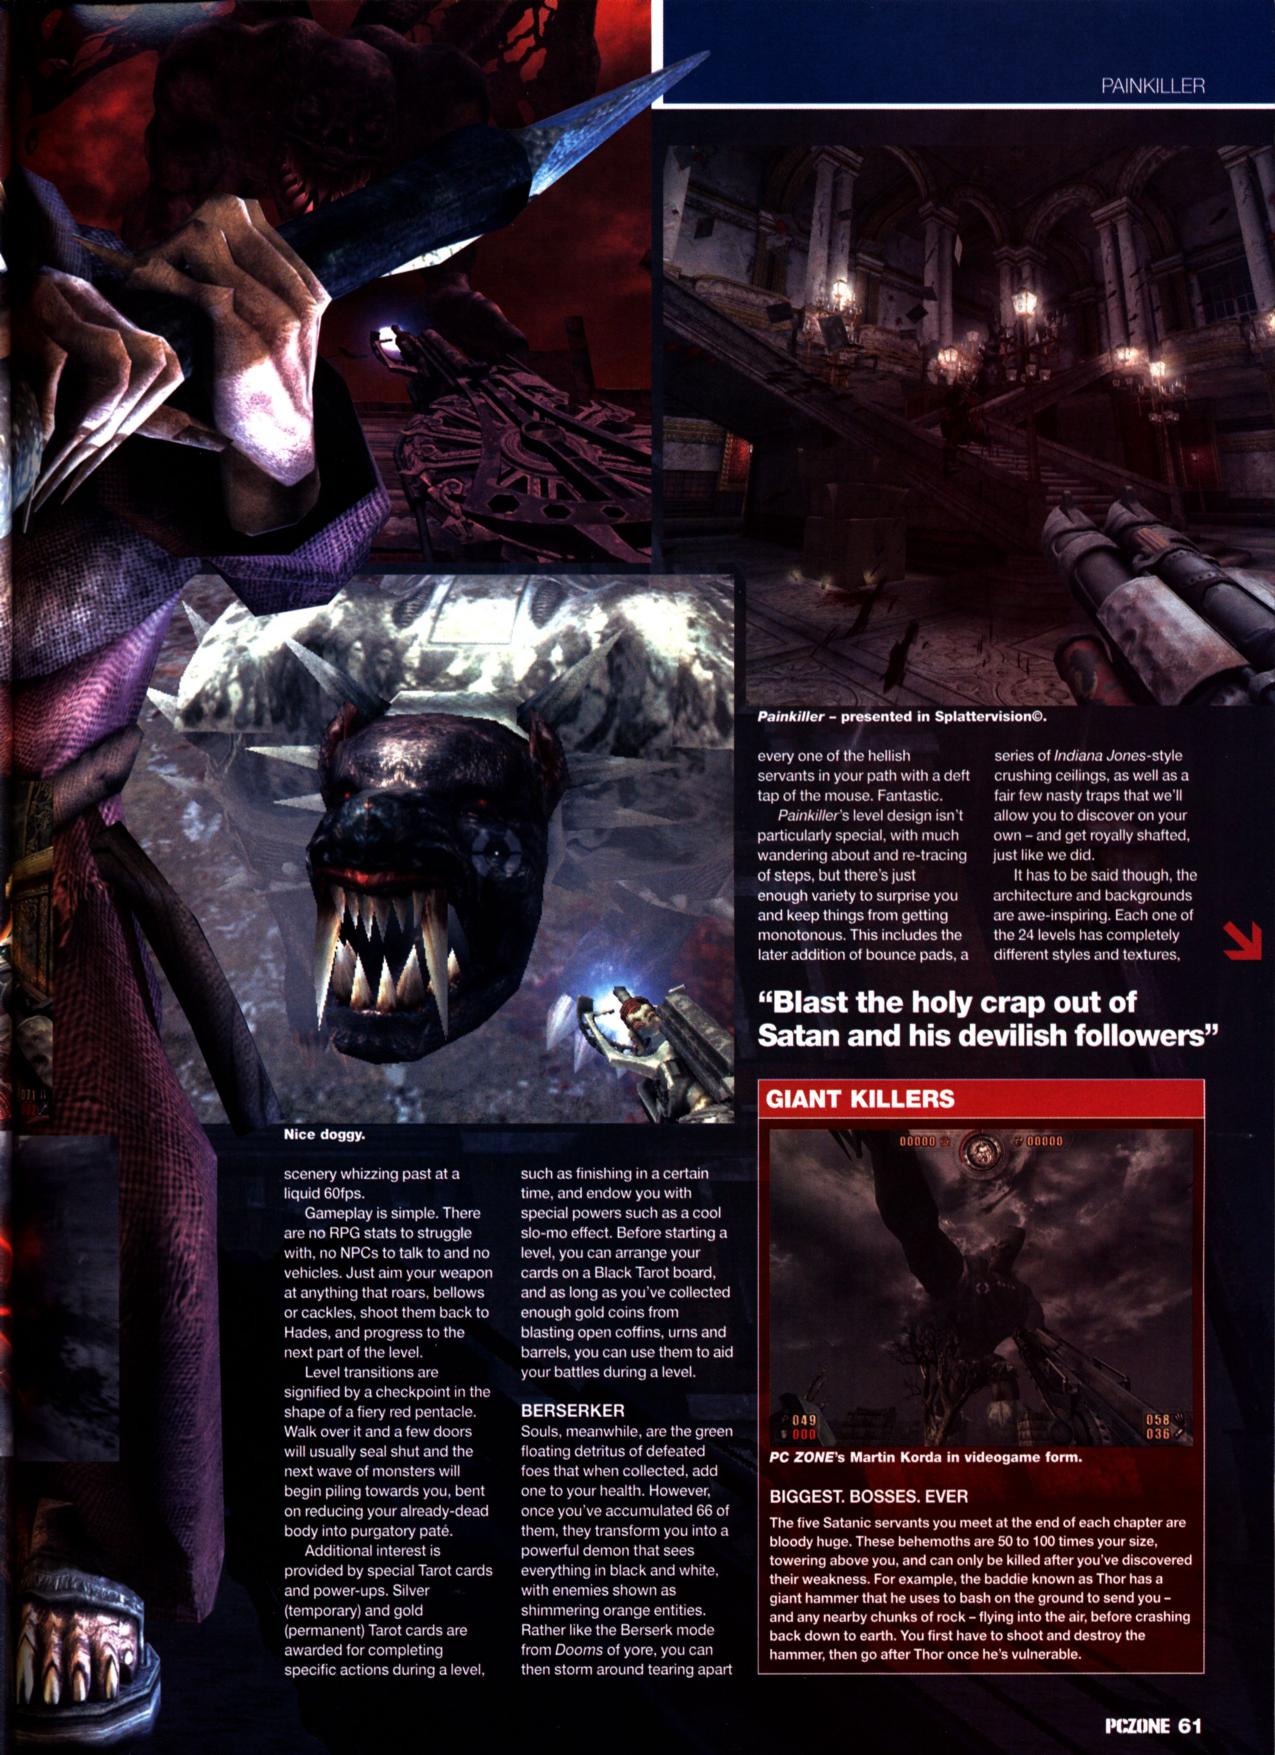 PAINKILLER
Painkiller – presented in Splattervision©.
Nice doggy.
scenery whizzing past at a
liquid 60fps.
Gameplay is simple. There
are no RPG stats to struggle
with, no NPCs to talk to and no
vehicles. Just aim your weapon
at anything that roars, bellows
or cackles, shoot them back to
Hades, and progress to the
next part of the level.
Level transitions are
signified by a checkpoint in the
shape of a fiery red pentacle.
Walk over it and a few doors
will usually seal shut and the
next wave of monsters will
begin piling towards you, bent
on reducing your already-dead
body into purgatory paté.
Additional interest is
provided by special Tarot cards
and power-ups. Silver
(temporary) and gold
(permanent) Tarot cards are
awarded for completing
specific actions during a level,
such as finishing in a certain
time, and endow you with
special powers such as a cool
slo-mo effect. Before starting a
level, you can arrange your
cards on a Black Tarot board,
and as long as you've collected
enough gold coins from
blasting open coffins, urns and
barrels, you can use them to aid
your battles during a level.
BERSERKER
Souls, meanwhile, are the green
floating detritus of defeated
foes that when collected, add
one to your health. However,
once you've accumulated 66 of
them, they transform you into a
powerful demon that sees
everything in black and white,
with enemies shown as
shimmering orange entities.
Rather like the Berserk mode
from Dooms of yore, you can
then storm around tearing apart
every one of the hellish
servants in your path with a deft
tap of the mouse. Fantastic.
Painkiller's level design isn't
particularly special, with much
wandering about and re-tracing
of steps, but there's just
enough variety to surprise you
and keep things from getting
monotonous. This includes the
later addition of bounce pads, a
series of Indiana Jones-style
crushing ceilings, as well as a
fair few nasty traps that we'll
allow you to discover on your
own – and get royally shafted,
just like we did.
It has to be said though, the
architecture and backgrounds
are awe-inspiring. Each one of
the 24 levels has completely
different styles and textures,
“Blast the holy crap out of
Satan and his devilish followers”
GIANT KILLERS
00000 00000
049 058
000 036
PC ZONE's Martin Korda in videogame form.
BIGGEST. BOSSES. EVER
The five Satanic servants you meet at the end of each chapter are
bloody huge. These behemoths are 50 to 100 times your size,
towering above you, and can only be killed after you've discovered
their weakness. For example, the baddie known as Thor has a
giant hammer that he uses to bash on the ground to send you –
and any nearby chunks of rock – flying into the air, before crashing
back down to earth. You first have to shoot and destroy the
hammer, then go after Thor once he's vulnerable.
PCZONE 61